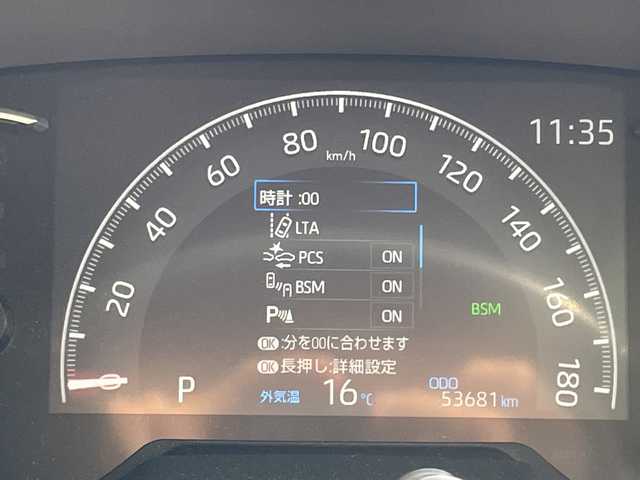 11:35
0 20 40 60 80 100 120 140 160 180
km/h
時計 :00
LTA
PCS ON
BSM ON
P ON
OK :分を00に合わせます
OK 長押し:詳細設定
BSM
P
外気温 16℃
ODO
53681 km